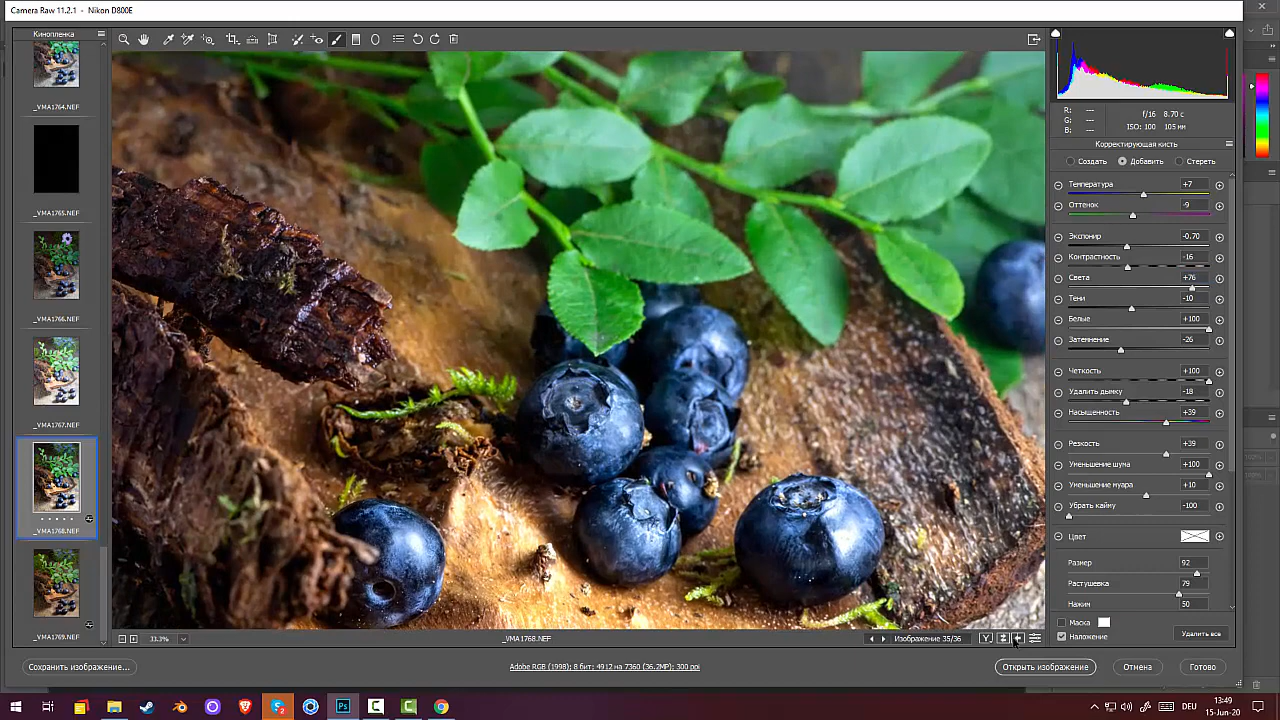 Camera Raw 11.2.1 - Nikon D800E
Кинопленка
_VMA1764.NEF
_VMA1765.NEF
_VMA1766.NEF
_VMA1767.NEF
_VMA1768.NEF
_VMA1769.NEF
R: ---
G: ---
B: ---
f/16 8.70 с
ISO: 100 105 мм
Корректирующая кисть
Создать Добавить Стереть
Температура +7
Оттенок -9
Экспонир -0.70
Контрастность -16
Света +76
Тени -10
Белые +100
Затемнение -26
Четкость +100
Удалить дымку -18
Насыщенность +39
Резкость +39
Уменьшение шума +100
Уменьшение муара +10
Убрать кайму -100
Цвет
Размер 92
Растушевка 79
Нажим 50
Маска
Наложение
Удалить все
33.3%
_VMA1768.NEF
Изображение 35/36
Y
Сохранить изображение...
Adobe RGB (1998); 8 бит; 4912 на 7360 (36.2MP); 300 ppi
Открыть изображение
Отмена
Готово
Ps
DEU
13:49
15-Jun-20